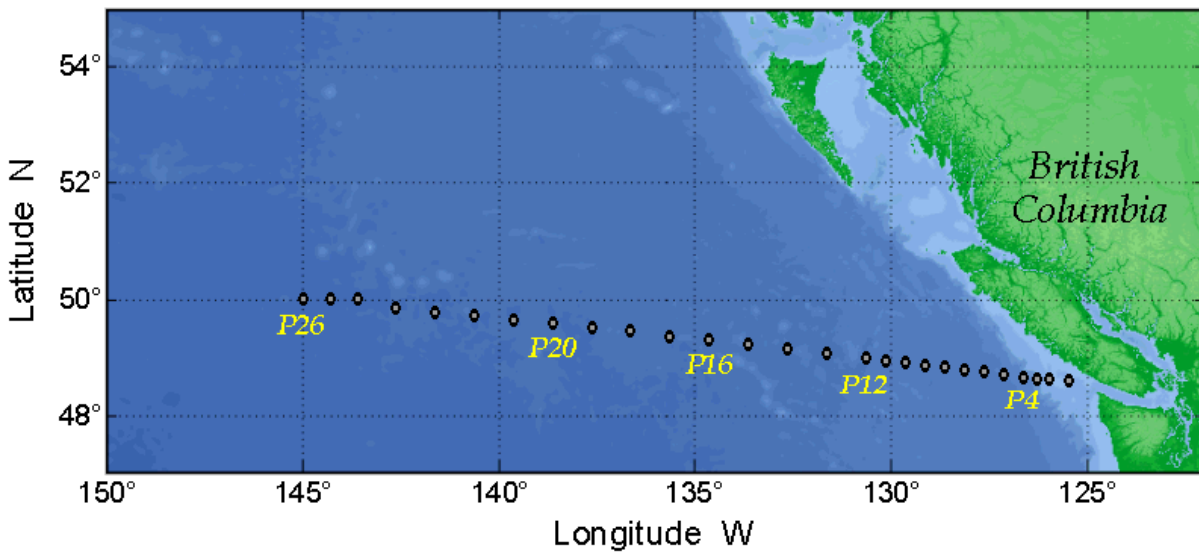 54°
52°
50°
48°
Latitude N
British
Columbia
P26
P20
P16
P12
P4
150°
145°
140°
135°
130°
125°
Longitude W